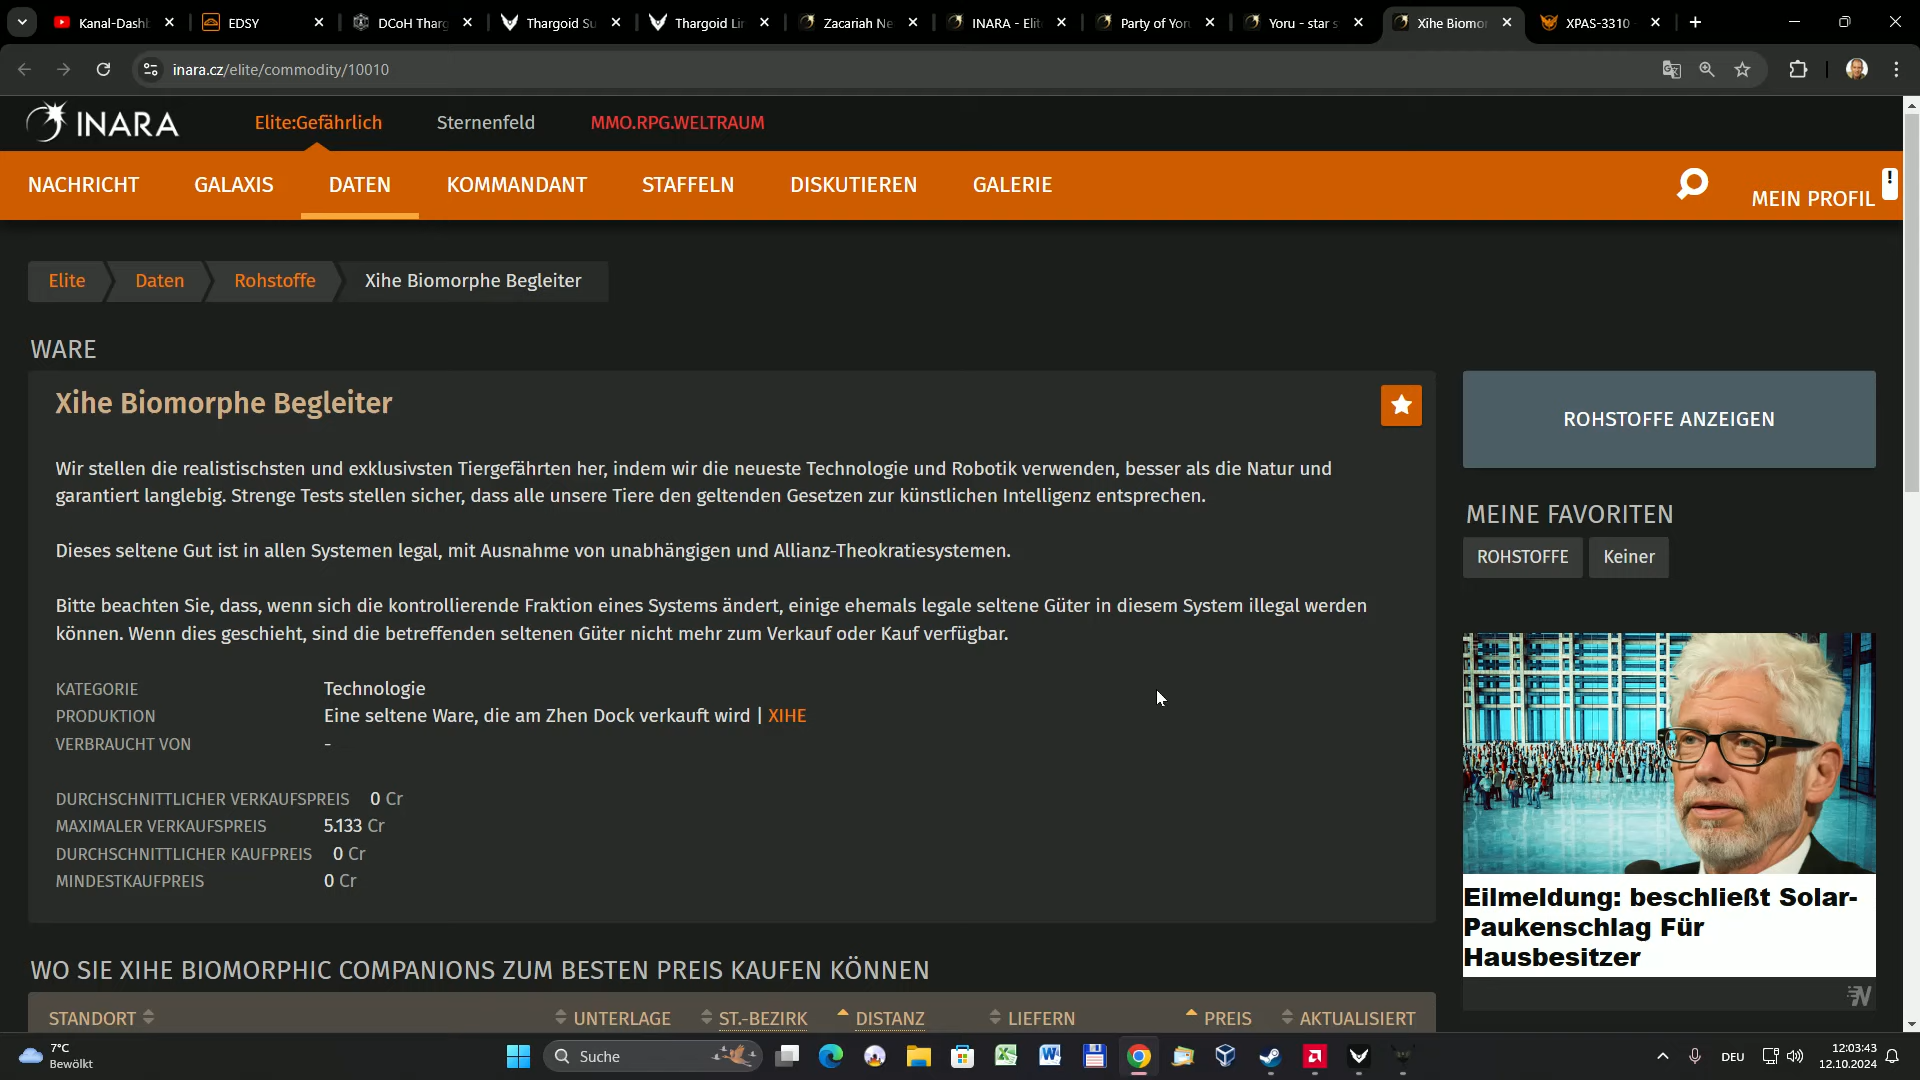 Kanal-Dashb
EDSY
DCoH Tharg
Thargoid Su
Thargoid Lin
Zacariah Ne
INARA - Elit
Party of Yoru
Yoru - star s
Xihe Biomor
XPAS-3310
inara.cz/elite/commodity/10010
INARA
Elite:Gefährlich
Sternenfeld
MMO.RPG.WELTRAUM
NACHRICHT
GALAXIS
DATEN
KOMMANDANT
STAFFELN
DISKUTIEREN
GALERIE
MEIN PROFIL
!
Elite
Daten
Rohstoffe
Xihe Biomorphe Begleiter
WARE
Xihe Biomorphe Begleiter
Wir stellen die realistischsten und exklusivsten Tiergefährten her, indem wir die neueste Technologie und Robotik verwenden, besser als die Natur und
garantiert langlebig. Strenge Tests stellen sicher, dass alle unsere Tiere den geltenden Gesetzen zur künstlichen Intelligenz entsprechen.
Dieses seltene Gut ist in allen Systemen legal, mit Ausnahme von unabhängigen und Allianz-Theokratiesystemen.
Bitte beachten Sie, dass, wenn sich die kontrollierende Fraktion eines Systems ändert, einige ehemals legale seltene Güter in diesem System illegal werden
können. Wenn dies geschieht, sind die betreffenden seltenen Güter nicht mehr zum Verkauf oder Kauf verfügbar.
KATEGORIE Technologie
PRODUKTION Eine seltene Ware, die am Zhen Dock verkauft wird | XIHE
VERBRAUCHT VON -
DURCHSCHNITTLICHER VERKAUFSPREIS 0 Cr
MAXIMALER VERKAUFSPREIS 5.133 Cr
DURCHSCHNITTLICHER KAUFPREIS 0 Cr
MINDESTKAUFPREIS 0 Cr
WO SIE XIHE BIOMORPHIC COMPANIONS ZUM BESTEN PREIS KAUFEN KÖNNEN
STANDORT UNTERLAGE ST.-BEZIRK DISTANZ LIEFERN PREIS AKTUALISIERT
ROHSTOFFE ANZEIGEN
MEINE FAVORITEN
ROHSTOFFE Keiner
Eilmeldung: beschließt Solar-
Paukenschlag Für
Hausbesitzer
7°C
Bewölkt
Suche
DEU
12:03:43
12.10.2024